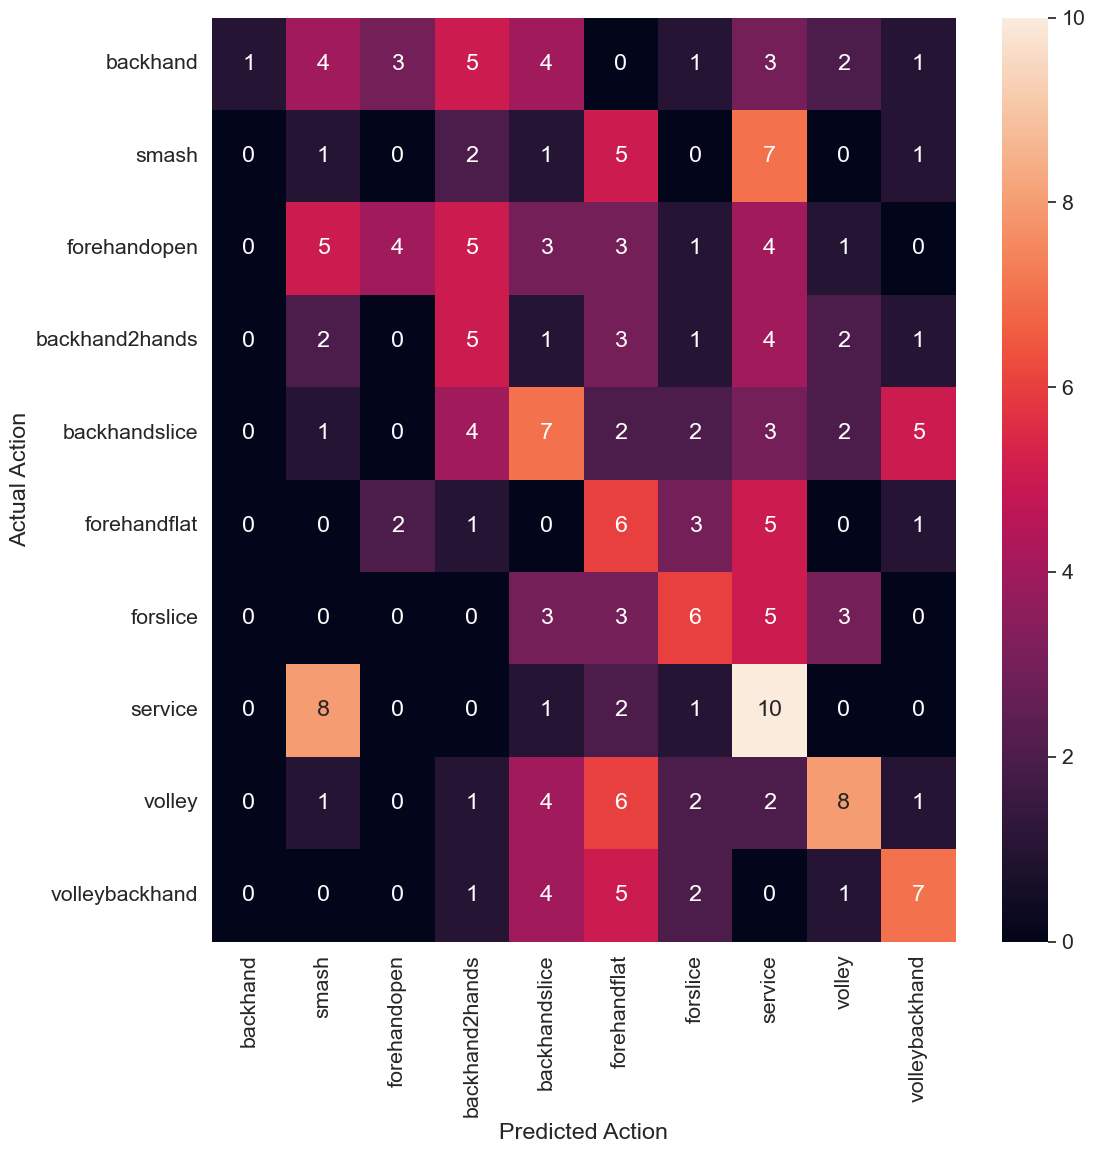 backhand 1 4 3 5 4 0 1 3 2 1
smash 0 1 0 2 1 5 0 7 0 1
forehandopen 0 5 4 5 3 3 1 4 1 0
backhand2hands 0 2 0 5 1 3 1 4 2 1
backhandslice 0 1 0 4 7 2 2 3 2 5
forehandflat 0 0 2 1 0 6 3 5 0 1
forslice 0 0 0 0 3 3 6 5 3 0
service 0 8 0 0 1 2 1 10 0 0
volley 0 1 0 1 4 6 2 2 8 1
volleybackhand 0 0 0 1 4 5 2 0 1 7
Actual Action
backhand
smash
forehandopen
backhand2hands
backhandslice
forehandflat
forslice
service
volley
volleybackhand
Predicted Action
10
8
6
4
2
0